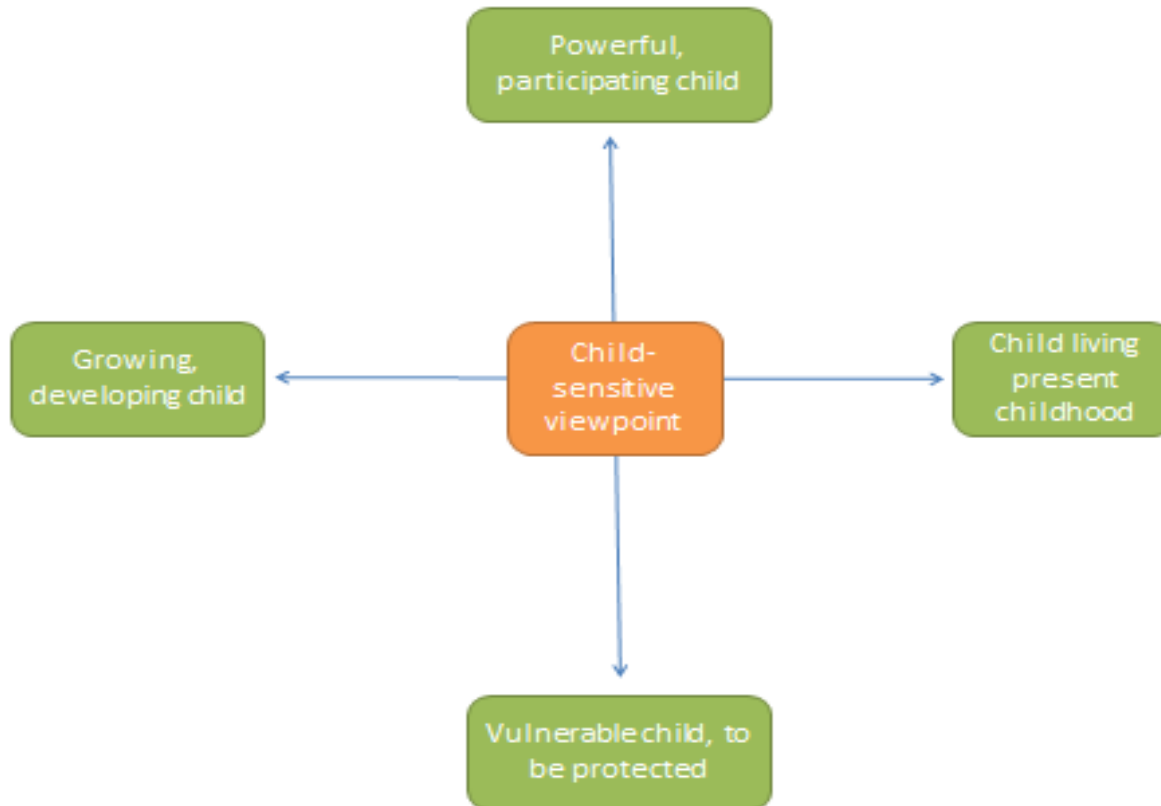 Powerful,
participating child
Growing,
developing child
Child-
sensitive
viewpoint
Child living
present
childhood
Vulnerable child, to
be protected